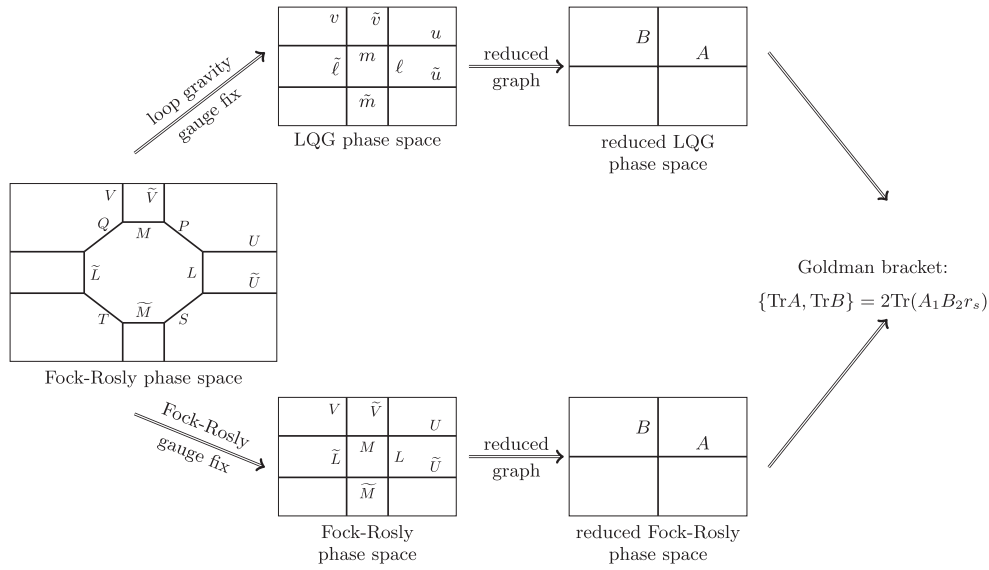 v ṽ u
m
ℓ̃ ℓ ũ
m̃
LQG phase space
loop gravity
gauge fix
reduced
graph
B A
reduced LQG
phase space
V Ṽ
Q M P
U
L̃ L Ũ
T M̃ S
Fock-Rosly phase space
Goldman bracket:
{TrA, TrB} = 2Tr(A₁B₂rₛ)
Fock-Rosly
gauge fix
V Ṽ U
M
L̃ L Ũ
M̃
Fock-Rosly
phase space
reduced
graph
B A
reduced Fock-Rosly
phase space